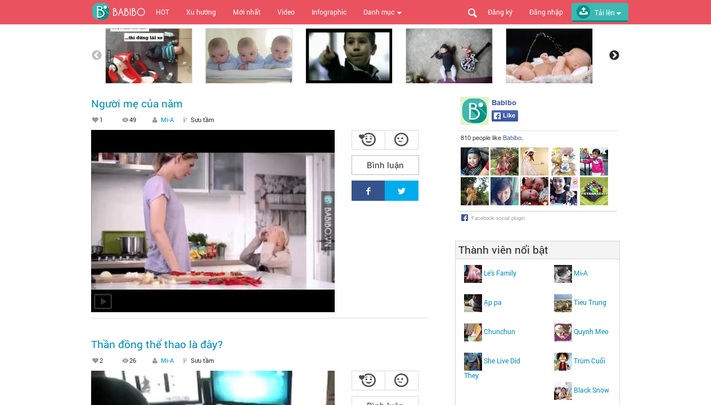 BABIBO HOT Xu hướng Mới nhất Video Infographic Danh mục Đăng ký Đăng nhập Tải lên
...thì đừng lái xe
Người mẹ của năm
1 49 Mi-A Sưu tầm
Bình luận
BABIBO.VN
Thần đồng thể thao là đây?
2 26 Mi-A Sưu tầm
Bình luận
Babibo
Like
810 people like Babibo.
Facebook social plugin
Thành viên nổi bật
Le's Family Mi-A
Ap pa Tieu Trung
Chunchun Quynh Meo
She Live Did They Trùm Cuối
Black Snow